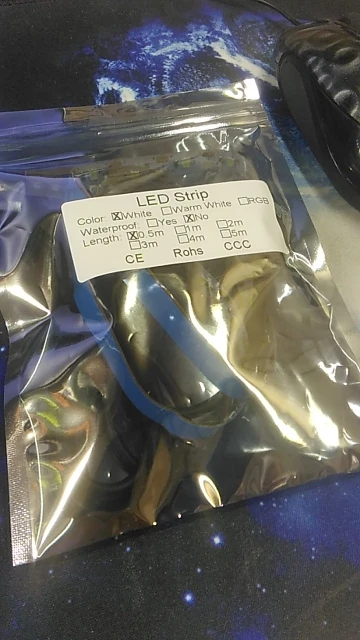 LED Strip
Color: ☒White ☐Warm White ☐RGB
Waterproof: ☐Yes ☒No
Length: ☒0.5m ☐1m ☐2m
☐3m ☐4m ☐5m
CE Rohs CCC